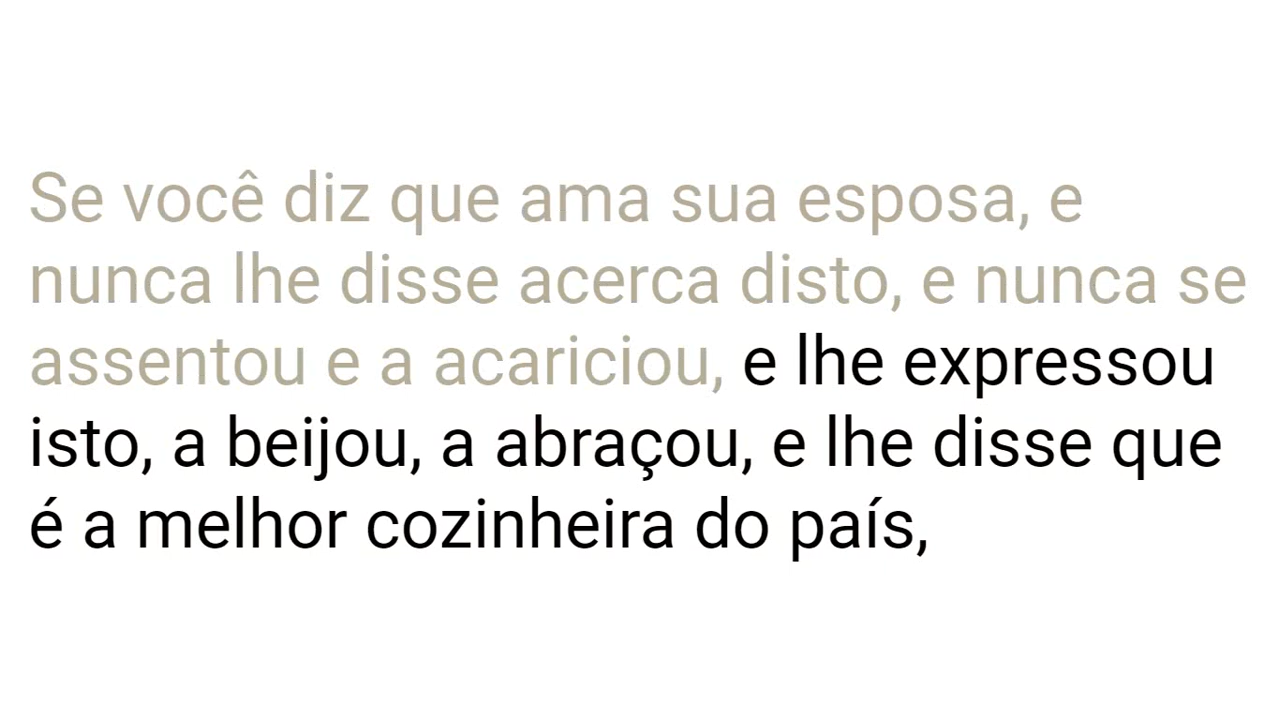 Se você diz que ama sua esposa, e
nunca lhe disse acerca disto, e nunca se
assentou e a acariciou, e lhe expressou
isto, a beijou, a abraçou, e lhe disse que
é a melhor cozinheira do país,